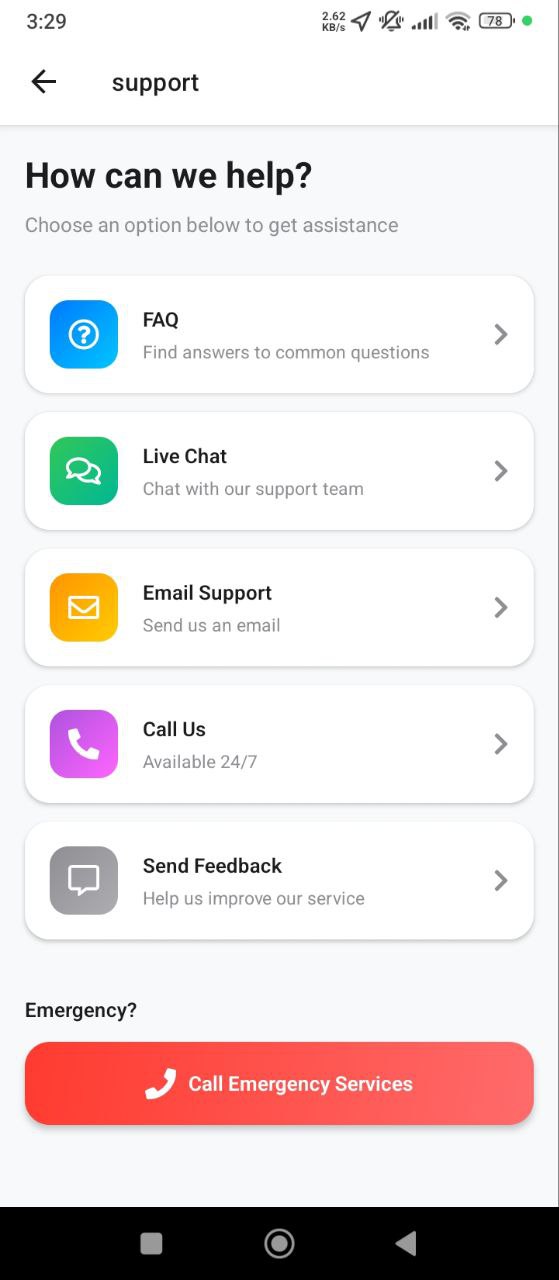 3:29
2.62
KB/s
78
support
How can we help?
Choose an option below to get assistance
FAQ
Find answers to common questions
Live Chat
Chat with our support team
Email Support
Send us an email
Call Us
Available 24/7
Send Feedback
Help us improve our service
Emergency?
Call Emergency Services